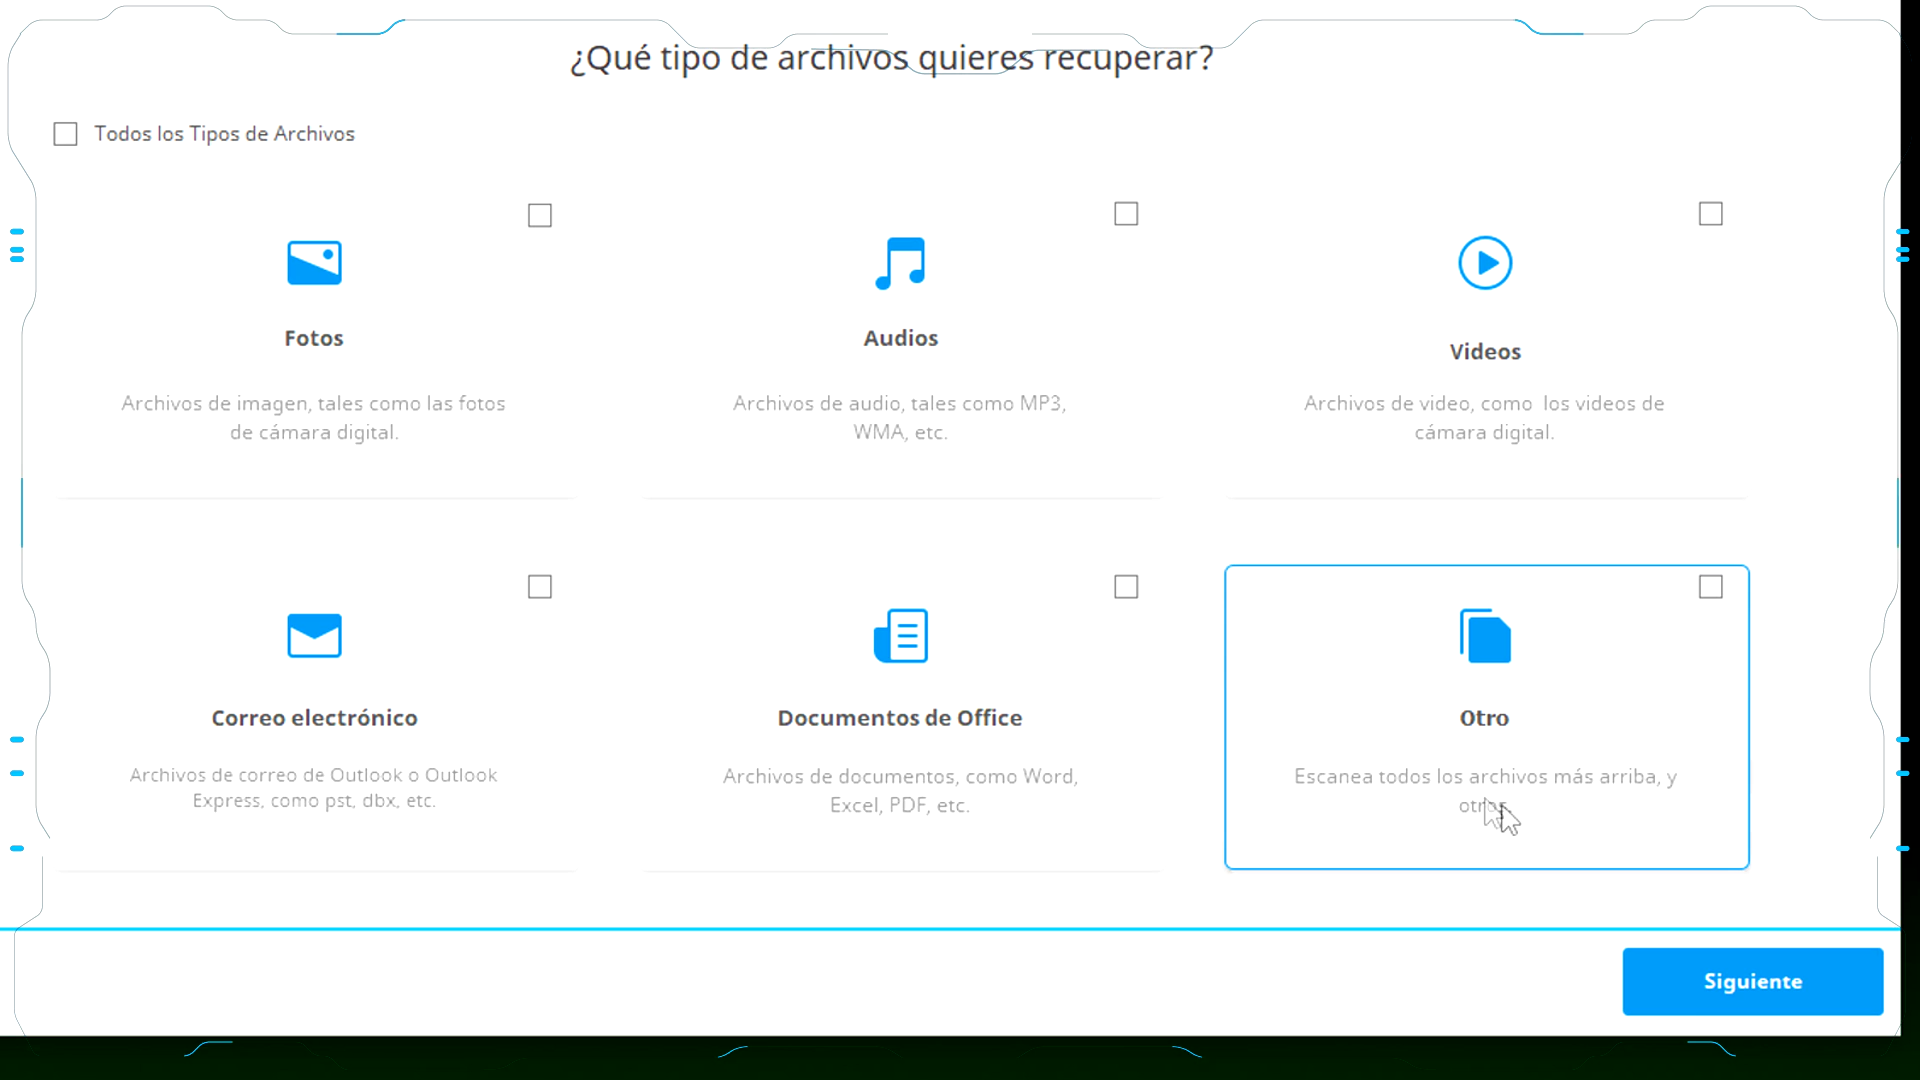 ¿Qué tipo de archivos quieres recuperar?
Todos los Tipos de Archivos
Fotos
Archivos de imagen, tales como las fotos
de cámara digital.
Audios
Archivos de audio, tales como MP3,
WMA, etc.
Videos
Archivos de video, como los videos de
cámara digital.
Correo electrónico
Archivos de correo de Outlook o Outlook
Express, como pst, dbx, etc.
Documentos de Office
Archivos de documentos, como Word,
Excel, PDF, etc.
Otro
Escanea todos los archivos más arriba, y
otros.
Siguiente